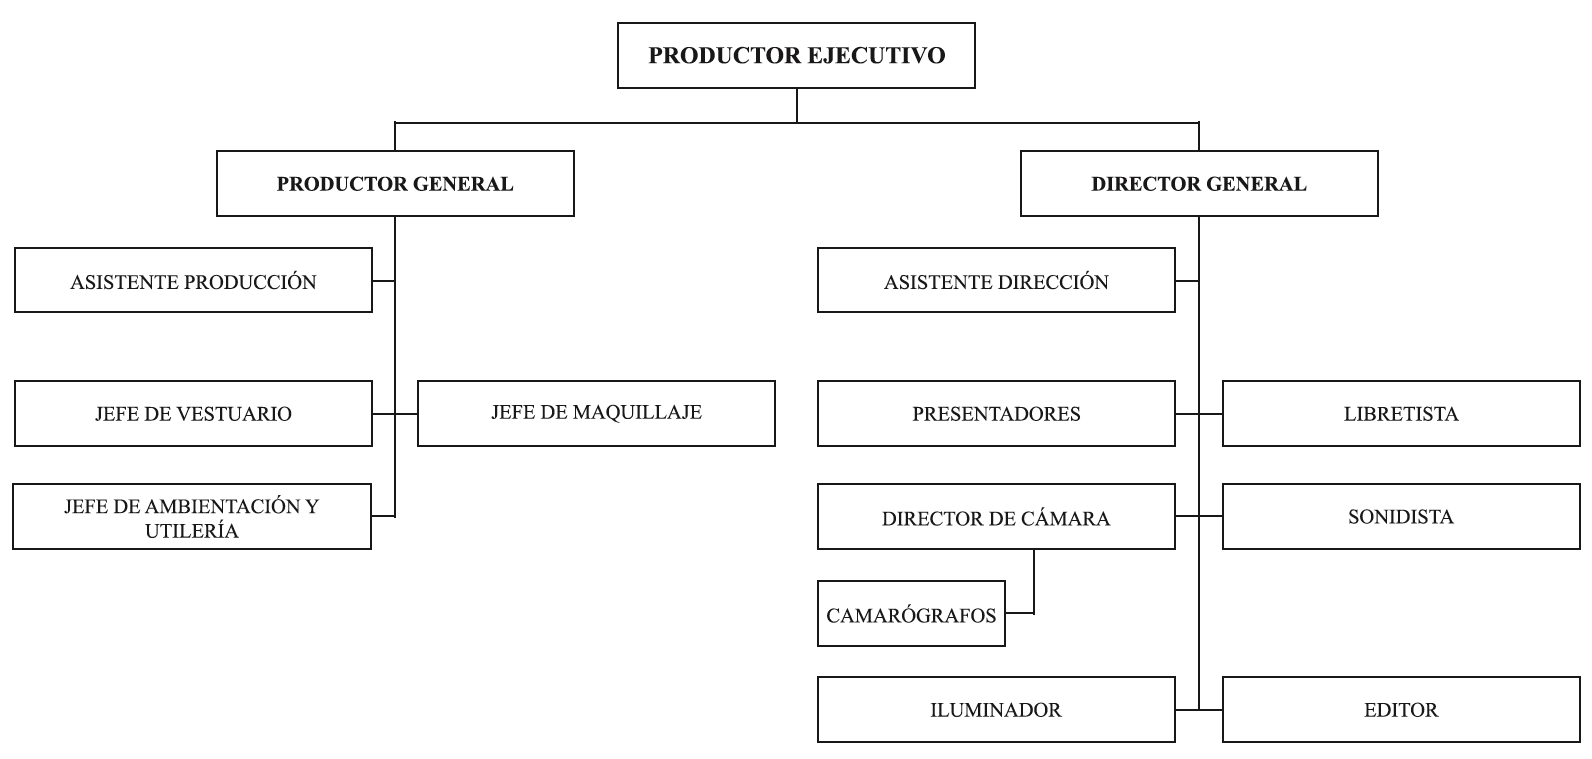 PRODUCTOR EJECUTIVO
PRODUCTOR GENERAL
DIRECTOR GENERAL
ASISTENTE PRODUCCIÓN
ASISTENTE DIRECCIÓN
JEFE DE VESTUARIO
JEFE DE MAQUILLAJE
PRESENTADORES
LIBRETISTA
JEFE DE AMBIENTACIÓN Y
UTILERÍA
DIRECTOR DE CÁMARA
SONIDISTA
CAMARÓGRAFOS
ILUMINADOR
EDITOR